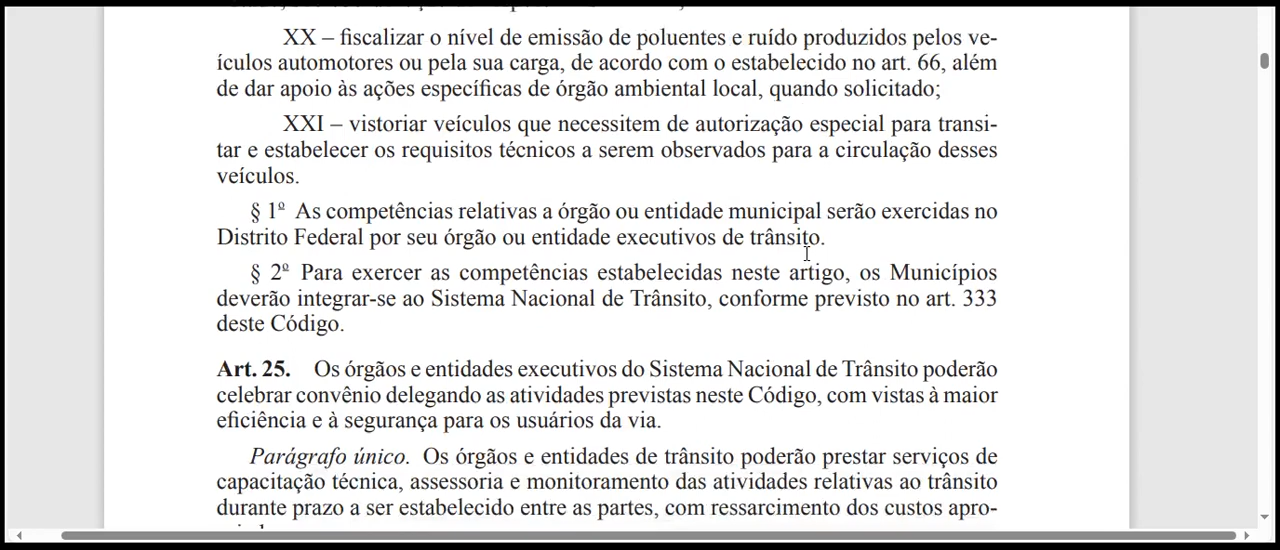 XX – fiscalizar o nível de emissão de poluentes e ruído produzidos pelos ve-
ículos automotores ou pela sua carga, de acordo com o estabelecido no art. 66, além
de dar apoio às ações específicas de órgão ambiental local, quando solicitado;
XXI – vistoriar veículos que necessitem de autorização especial para transi-
tar e estabelecer os requisitos técnicos a serem observados para a circulação desses
veículos.
§ 1º As competências relativas a órgão ou entidade municipal serão exercidas no
Distrito Federal por seu órgão ou entidade executivos de trânsito.
§ 2º Para exercer as competências estabelecidas neste artigo, os Municípios
deverão integrar-se ao Sistema Nacional de Trânsito, conforme previsto no art. 333
deste Código.
Art. 25. Os órgãos e entidades executivos do Sistema Nacional de Trânsito poderão
celebrar convênio delegando as atividades previstas neste Código, com vistas à maior
eficiência e à segurança para os usuários da via.
Parágrafo único. Os órgãos e entidades de trânsito poderão prestar serviços de
capacitação técnica, assessoria e monitoramento das atividades relativas ao trânsito
durante prazo a ser estabelecido entre as partes, com ressarcimento dos custos apro-